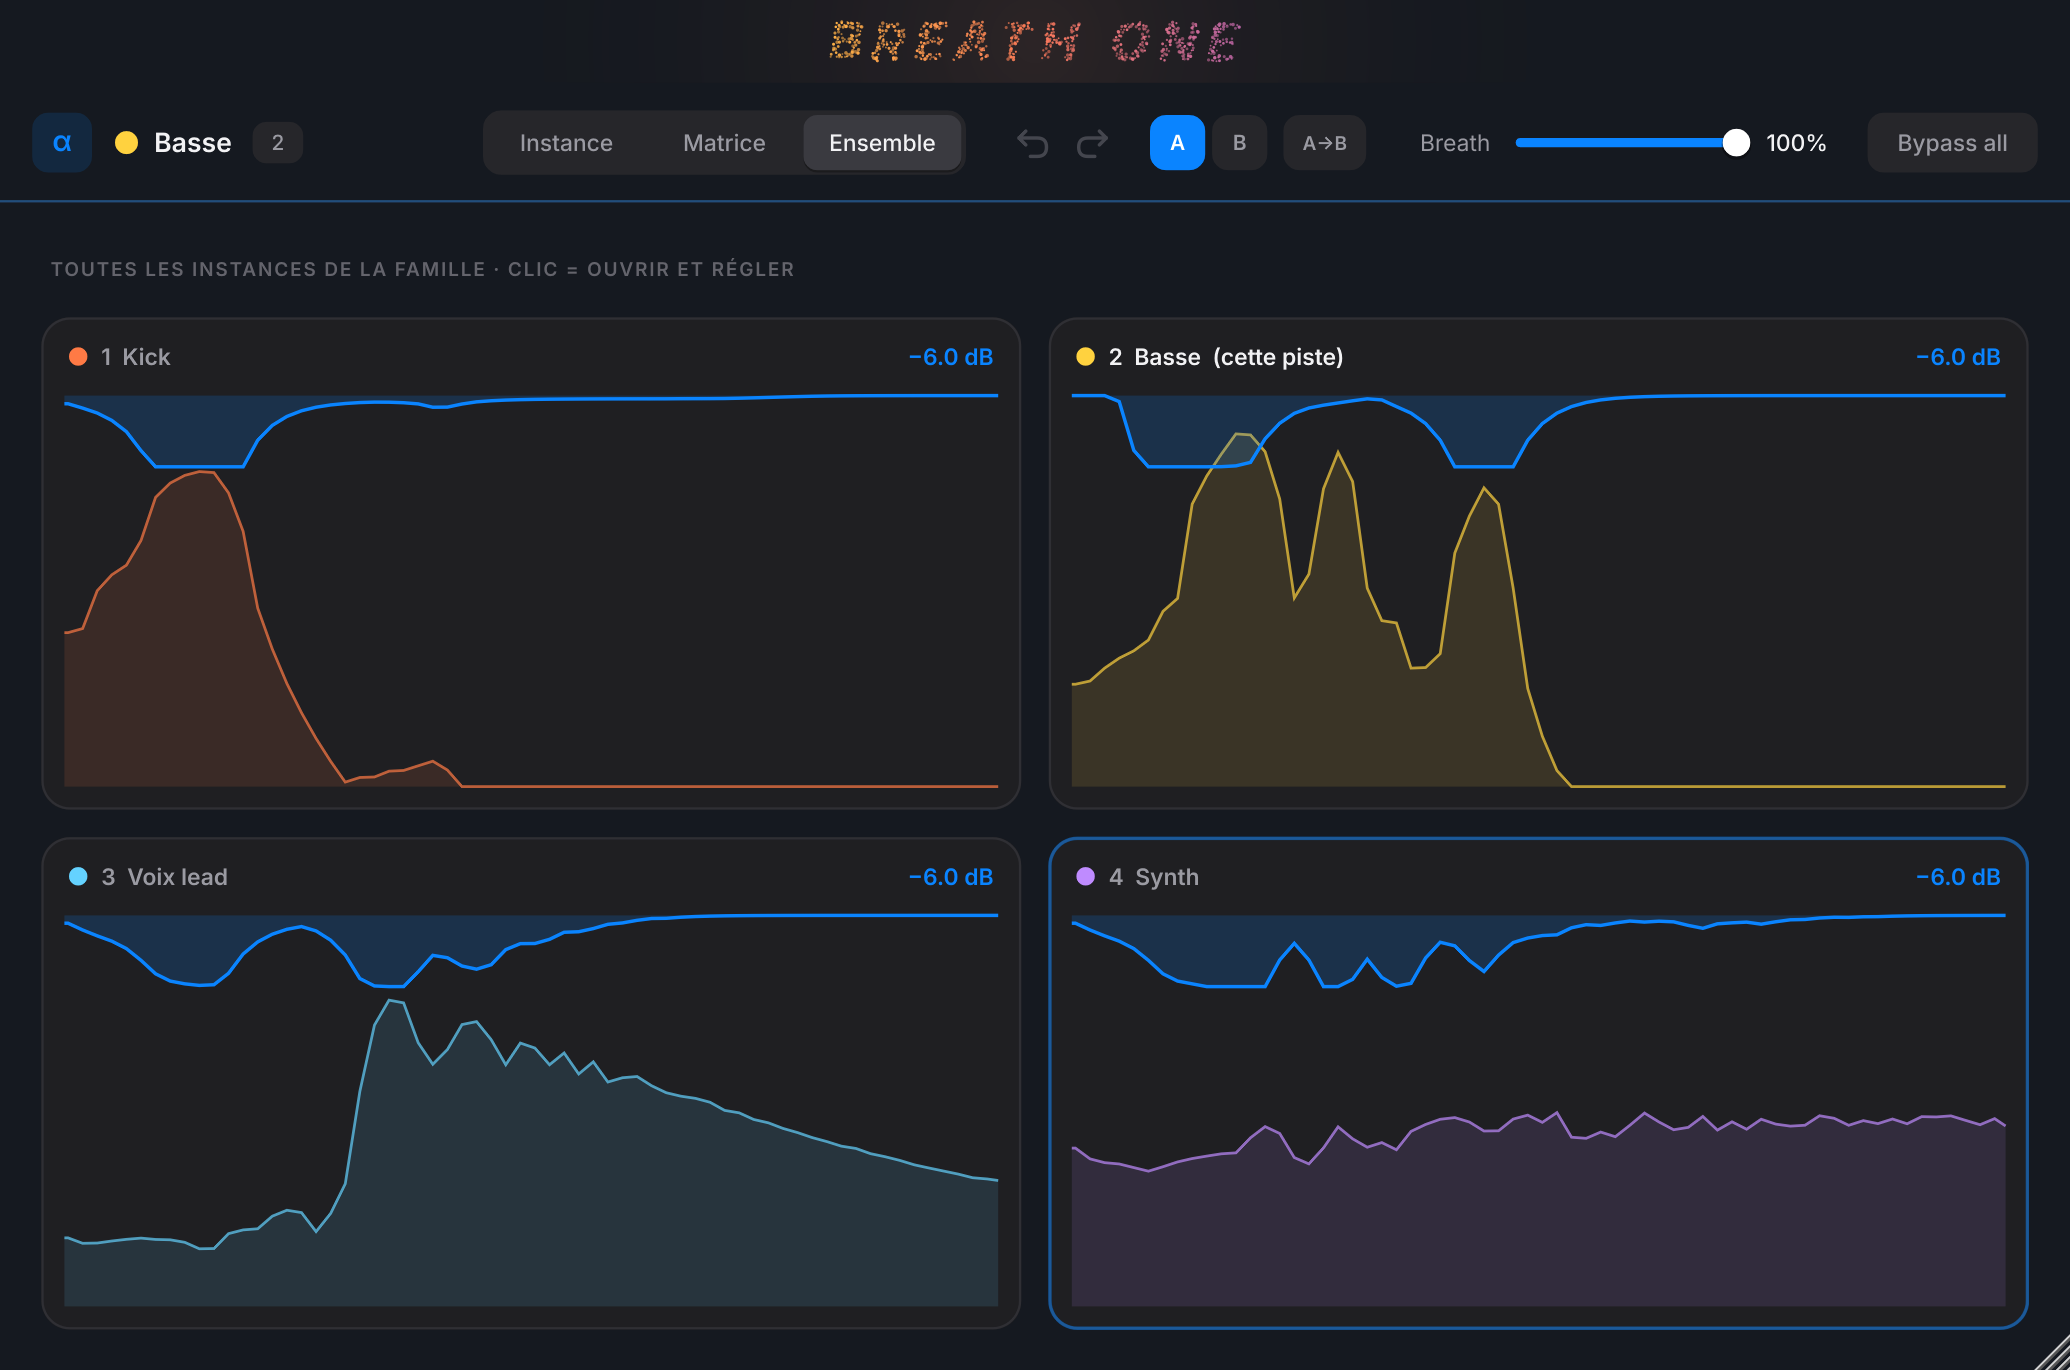 BREATH ONE
α Basse 2 Instance Matrice Ensemble A B A→B Breath 100% Bypass all
TOUTES LES INSTANCES DE LA FAMILLE · CLIC = OUVRIR ET RÉGLER
1 Kick −6.0 dB
2 Basse (cette piste) −6.0 dB
3 Voix lead −6.0 dB
4 Synth −6.0 dB